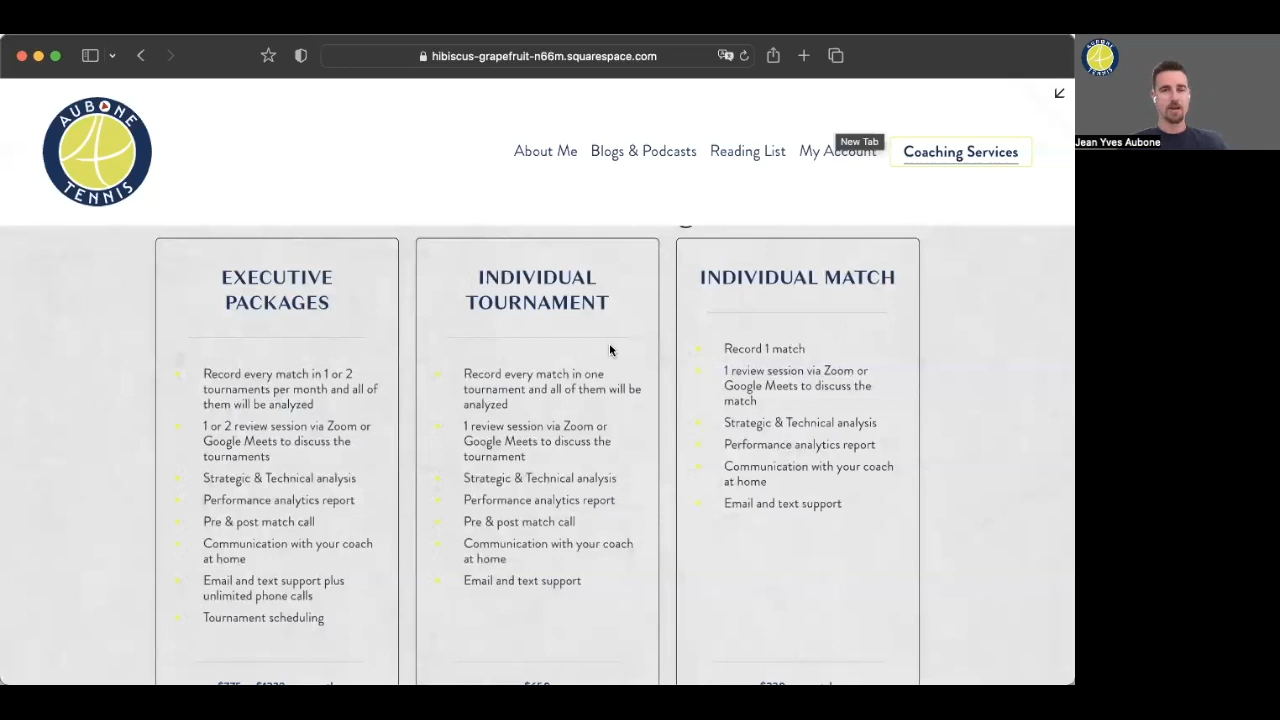 hibiscus-grapefruit-n66m.squarespace.com
AUBONE
TENNIS
About Me Blogs & Podcasts Reading List My Account Coaching Services
New Tab
AUBONE
TENNIS
Jean Yves Aubone
EXECUTIVE
PACKAGES
Record every match in 1 or 2
tournaments per month and all of
them will be analyzed
1 or 2 review session via Zoom or
Google Meets to discuss the
tournaments
Strategic & Technical analysis
Performance analytics report
Pre & post match call
Communication with your coach
at home
Email and text support plus
unlimited phone calls
Tournament scheduling
INDIVIDUAL
TOURNAMENT
Record every match in one
tournament and all of them will be
analyzed
1 review session via Zoom or
Google Meets to discuss the
tournament
Strategic & Technical analysis
Performance analytics report
Pre & post match call
Communication with your coach
at home
Email and text support
INDIVIDUAL MATCH
Record 1 match
1 review session via Zoom or
Google Meets to discuss the
match
Strategic & Technical analysis
Performance analytics report
Communication with your coach
at home
Email and text support